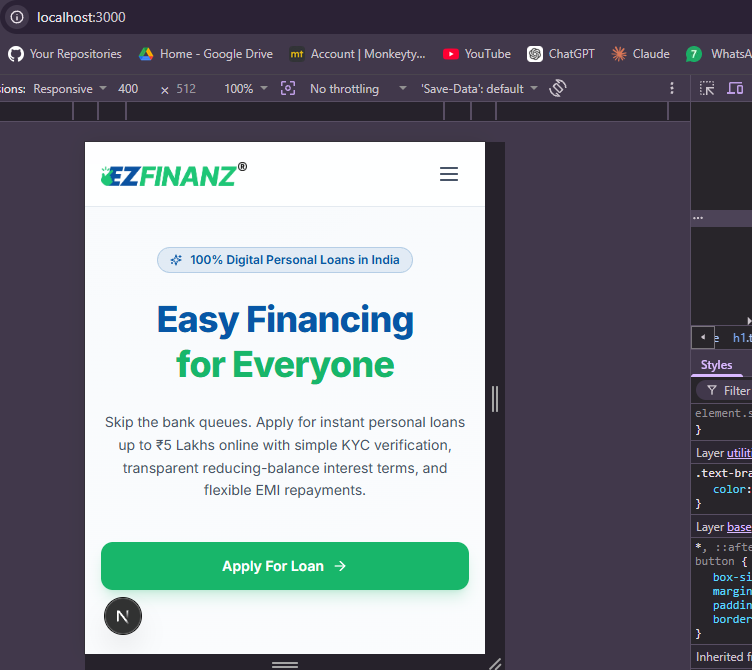 localhost:3000
Your Repositories
Home - Google Drive
mt
Account | Monkeyty...
YouTube
ChatGPT
Claude
7
WhatsA
ions: Responsive
400
×
512
100%
No throttling
'Save-Data': default
EZFINANZ®
100% Digital Personal Loans in India
Easy Financing
for Everyone
Skip the bank queues. Apply for instant personal loans
up to ₹5 Lakhs online with simple KYC verification,
transparent reducing-balance interest terms, and
flexible EMI repayments.
Apply For Loan →
N
...
e h1.t
Styles
Filter
element.s
}
Layer utilit
.text-bra
color:
}
Layer base
*, ::afte
button {
box-si
margin
paddin
border
}
Inherited f